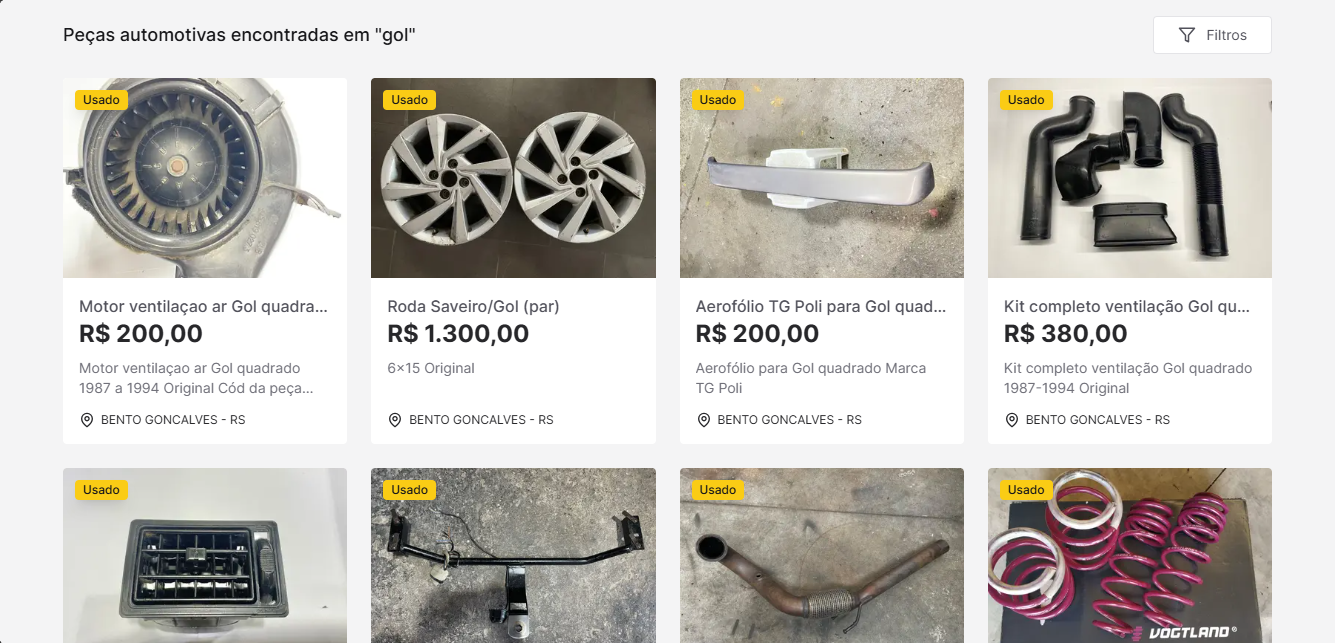 Peças automotivas encontradas em "gol"
Filtros
Usado
Usado
Usado
Usado
Motor ventilaçao ar Gol quadra...
R$ 200,00
Motor ventilaçao ar Gol quadrado
1987 a 1994 Original Cód da peça...
BENTO GONCALVES - RS
Roda Saveiro/Gol (par)
R$ 1.300,00
6x15 Original
BENTO GONCALVES - RS
Aerofólio TG Poli para Gol quad...
R$ 200,00
Aerofólio para Gol quadrado Marca
TG Poli
BENTO GONCALVES - RS
Kit completo ventilação Gol qu...
R$ 380,00
Kit completo ventilação Gol quadrado
1987-1994 Original
BENTO GONCALVES - RS
Usado
Usado
Usado
Usado
VOGTLAND®